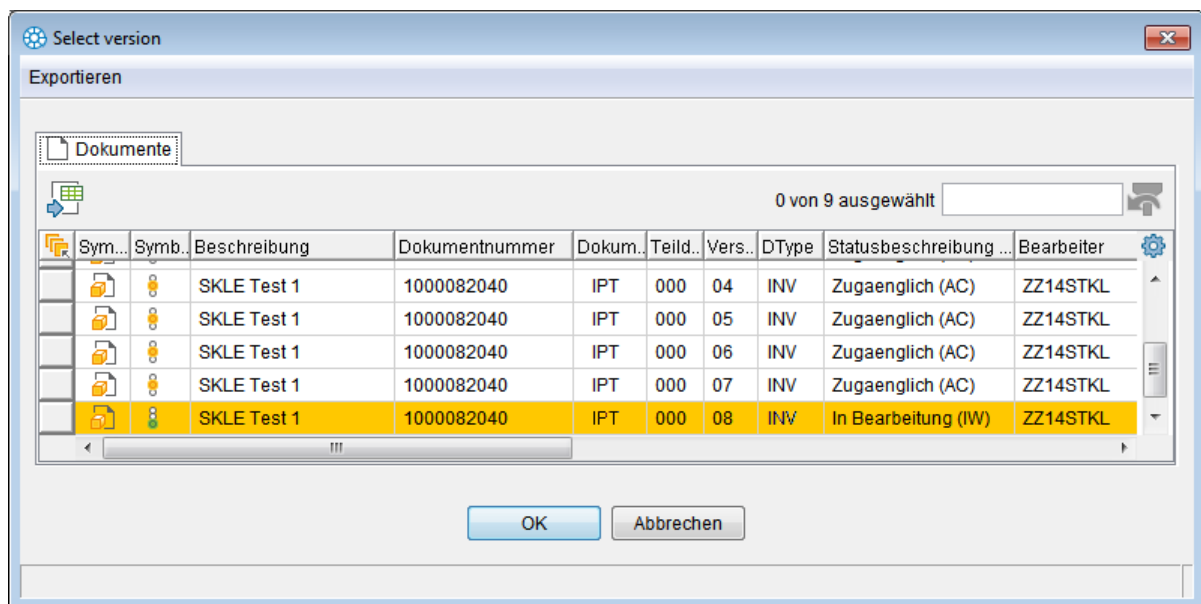 Select version
Exportieren
Dokumente
0 von 9 ausgewählt
Sym... Symb.. Beschreibung Dokumentnummer Dokum.. Teild.. Vers.. DType Statusbeschreibung ... Bearbeiter
SKLE Test 1 1000082040 IPT 000 04 INV Zugaenglich (AC) ZZ14STKL
SKLE Test 1 1000082040 IPT 000 05 INV Zugaenglich (AC) ZZ14STKL
SKLE Test 1 1000082040 IPT 000 06 INV Zugaenglich (AC) ZZ14STKL
SKLE Test 1 1000082040 IPT 000 07 INV Zugaenglich (AC) ZZ14STKL
SKLE Test 1 1000082040 IPT 000 08 INV In Bearbeitung (IW) ZZ14STKL
OK Abbrechen